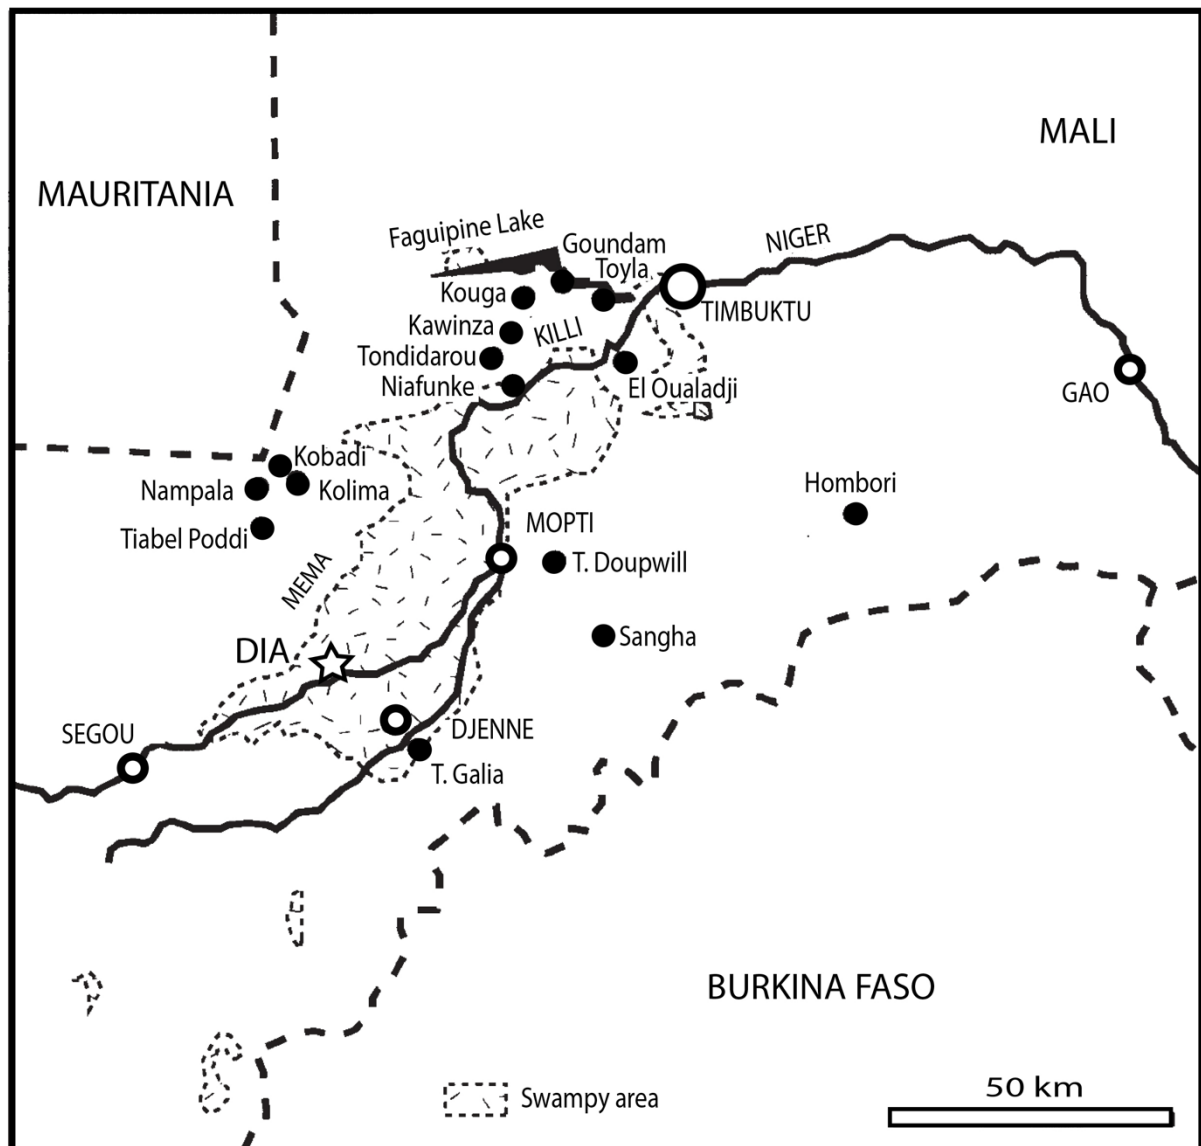 MALI
MAURITANIA
Faguipine Lake
Goundam
NIGER
Toyla
Kouga
TIMBUKTU
Kawinza
KILLI
Tondidarou
Niafunke
El Oualadji
GAO
Kobadi
Nampala
Kolima
Hombori
Tiabel Poddi
MOPTI
MEMA
T. Doupwill
Sangha
DIA
SEGOU
DJENNE
T. Galia
BURKINA FASO
Swampy area
50 km